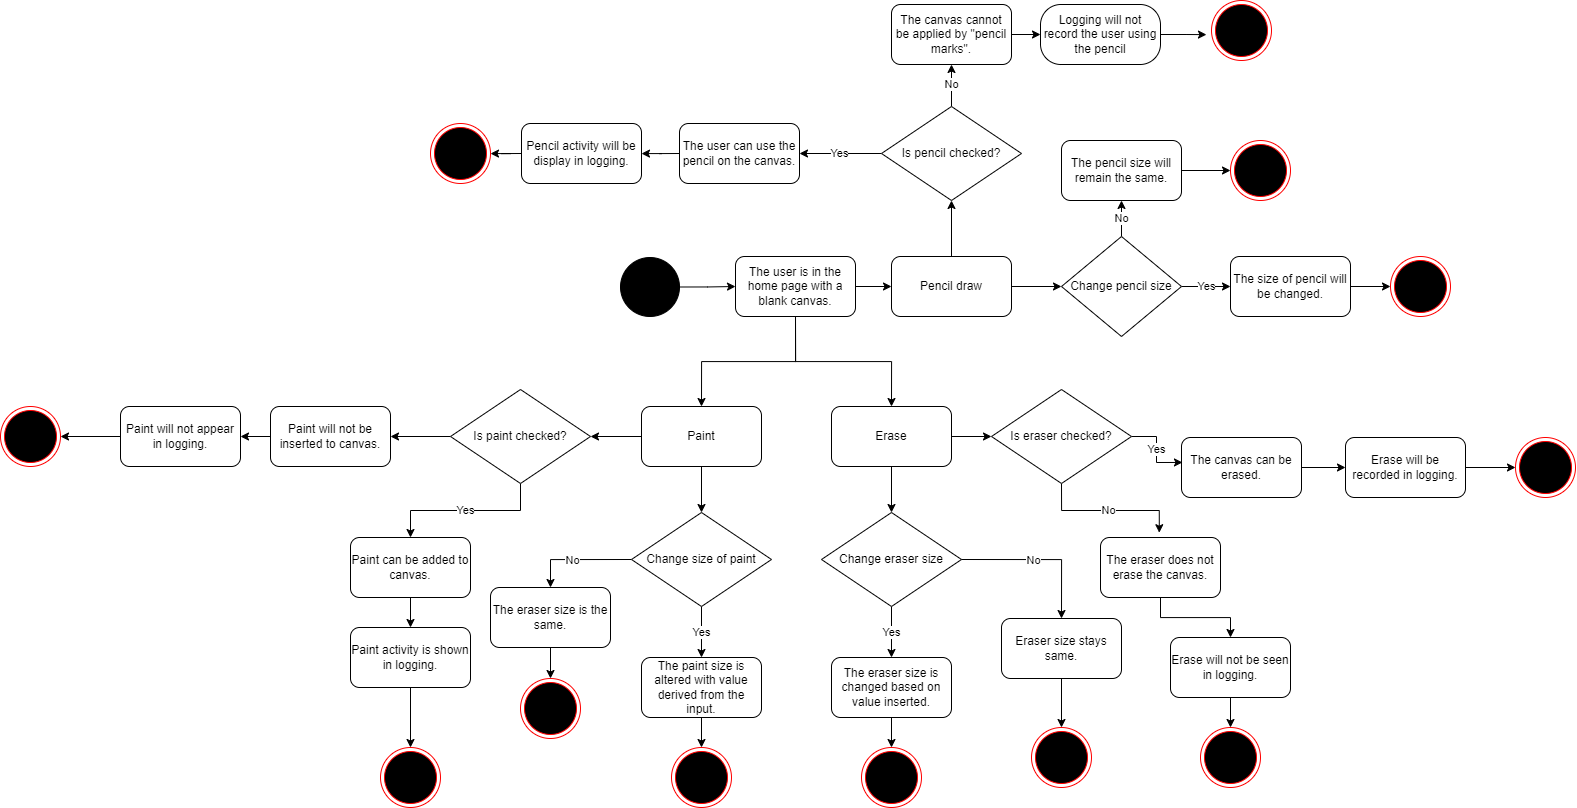 The canvas cannot
be applied by "pencil
marks".
Logging will not
record the user using
the pencil
No
Pencil activity will be
display in logging.
The user can use the
pencil on the canvas.
Yes
Is pencil checked?
The pencil size will
remain the same.
No
The user is in the
home page with a
blank canvas.
Pencil draw
Change pencil size
Yes
The size of pencil will
be changed.
Paint will not appear
in logging.
Paint will not be
inserted to canvas.
Is paint checked?
Paint
Erase
Is eraser checked?
Yes
The canvas can be
erased.
Erase will be
recorded in logging.
Yes
No
Paint can be added to
canvas.
No
Change size of paint
Change eraser size
No
The eraser does not
erase the canvas.
The eraser size is the
same.
Yes
Yes
Eraser size stays
same.
Paint activity is shown
in logging.
The paint size is
altered with value
derived from the
input.
The eraser size is
changed based on
value inserted.
Erase will not be seen
in logging.